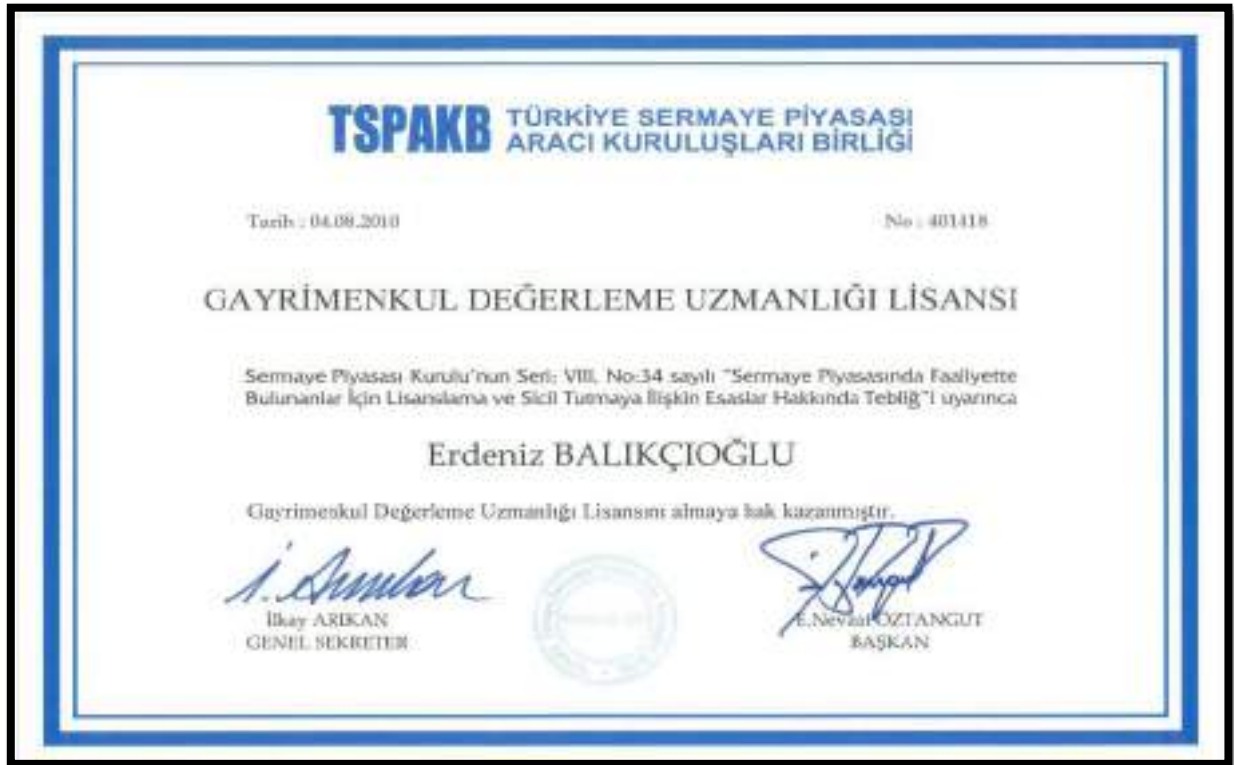 TSPAKB TÜRKİYE SERMAYE PİYASASI
ARACI KURULUŞLARI BİRLİĞİ
Tarih : 04.08.2010 No : 401418
GAYRİMENKUL DEĞERLEME UZMANLIĞI LİSANSI
Sermaye Piyasası Kurulu'nun Seri: VIII, No:34 sayılı "Sermaye Piyasasında Faaliyette
Bulunanlar İçin Lisanslama ve Sicil Tutmaya İlişkin Esaslar Hakkında Tebliğ"i uyarınca
Erdeniz BALIKÇIOĞLU
Gayrimenkul Değerleme Uzmanlığı Lisansını almaya hak kazanmıştır.
İlkay ARIKAN
GENEL SEKRETER
E.Nevzat ÖZTANGUT
BAŞKAN